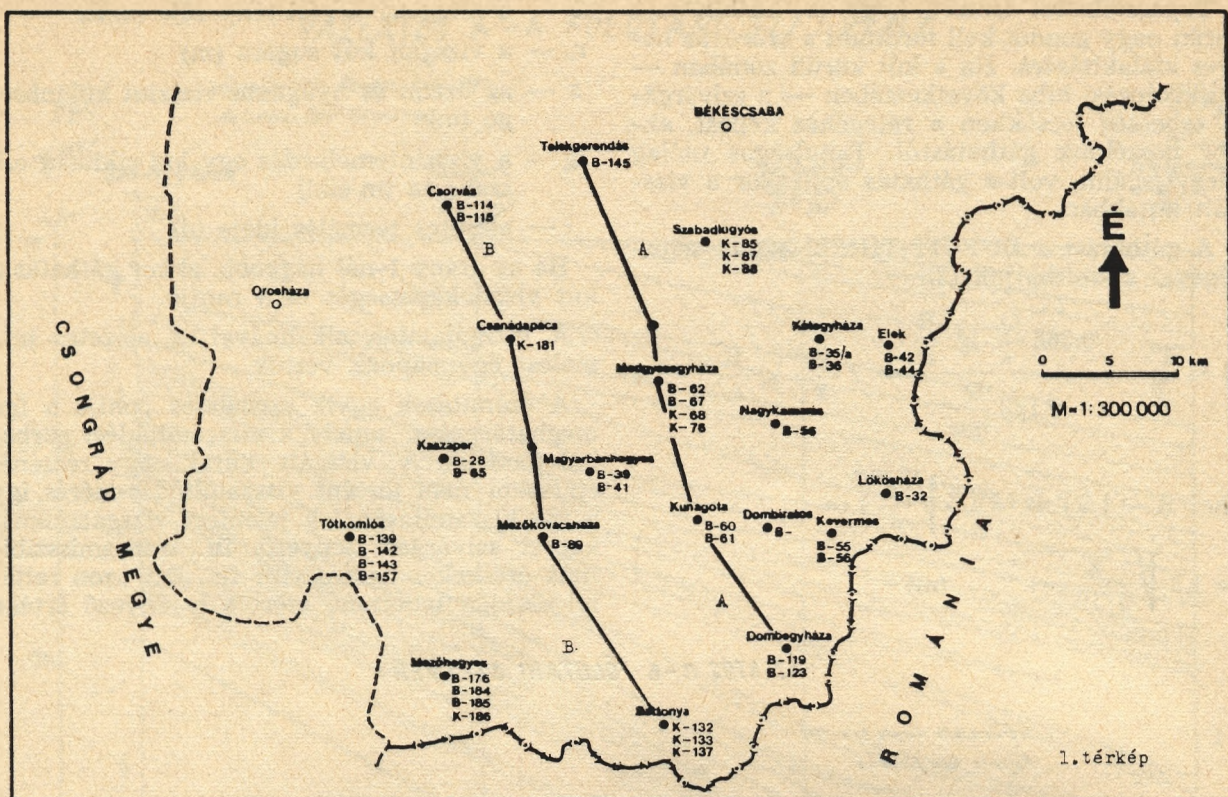 BÉKÉSCSABA
Telekgerendás
B-145
Csorvás
B-114
B-115
B
A
Szabadkígyós
K-85
K-87
K-88
É
Orosháza
CSONGRÁD MEGYE
Csanádapáca
K-181
Kétegyháza
B-35/a
B-36
Elek
B-42
B-44
0 5 10 km
M=1:300 000
Medgyesegyháza
B-62
B-67
K-68
K-76
Nagykamarás
B-56
Kaszaper
B-28
B-65
Magyarbánhegyes
B-39
B-41
Lökösháza
B-32
Kunágota
B-60
B-61
Dombiratos
B-
Kevermes
B-55
B-56
Tótkomlós
B-139
B-142
B-143
B-157
Mezőkovácsháza
B-89
ROMÁNIA
A
B
Dombegyháza
B-119
B-123
Mezőhegyes
B-176
B-184
B-185
K-186
K-132
K-133
K-137
1.térkép